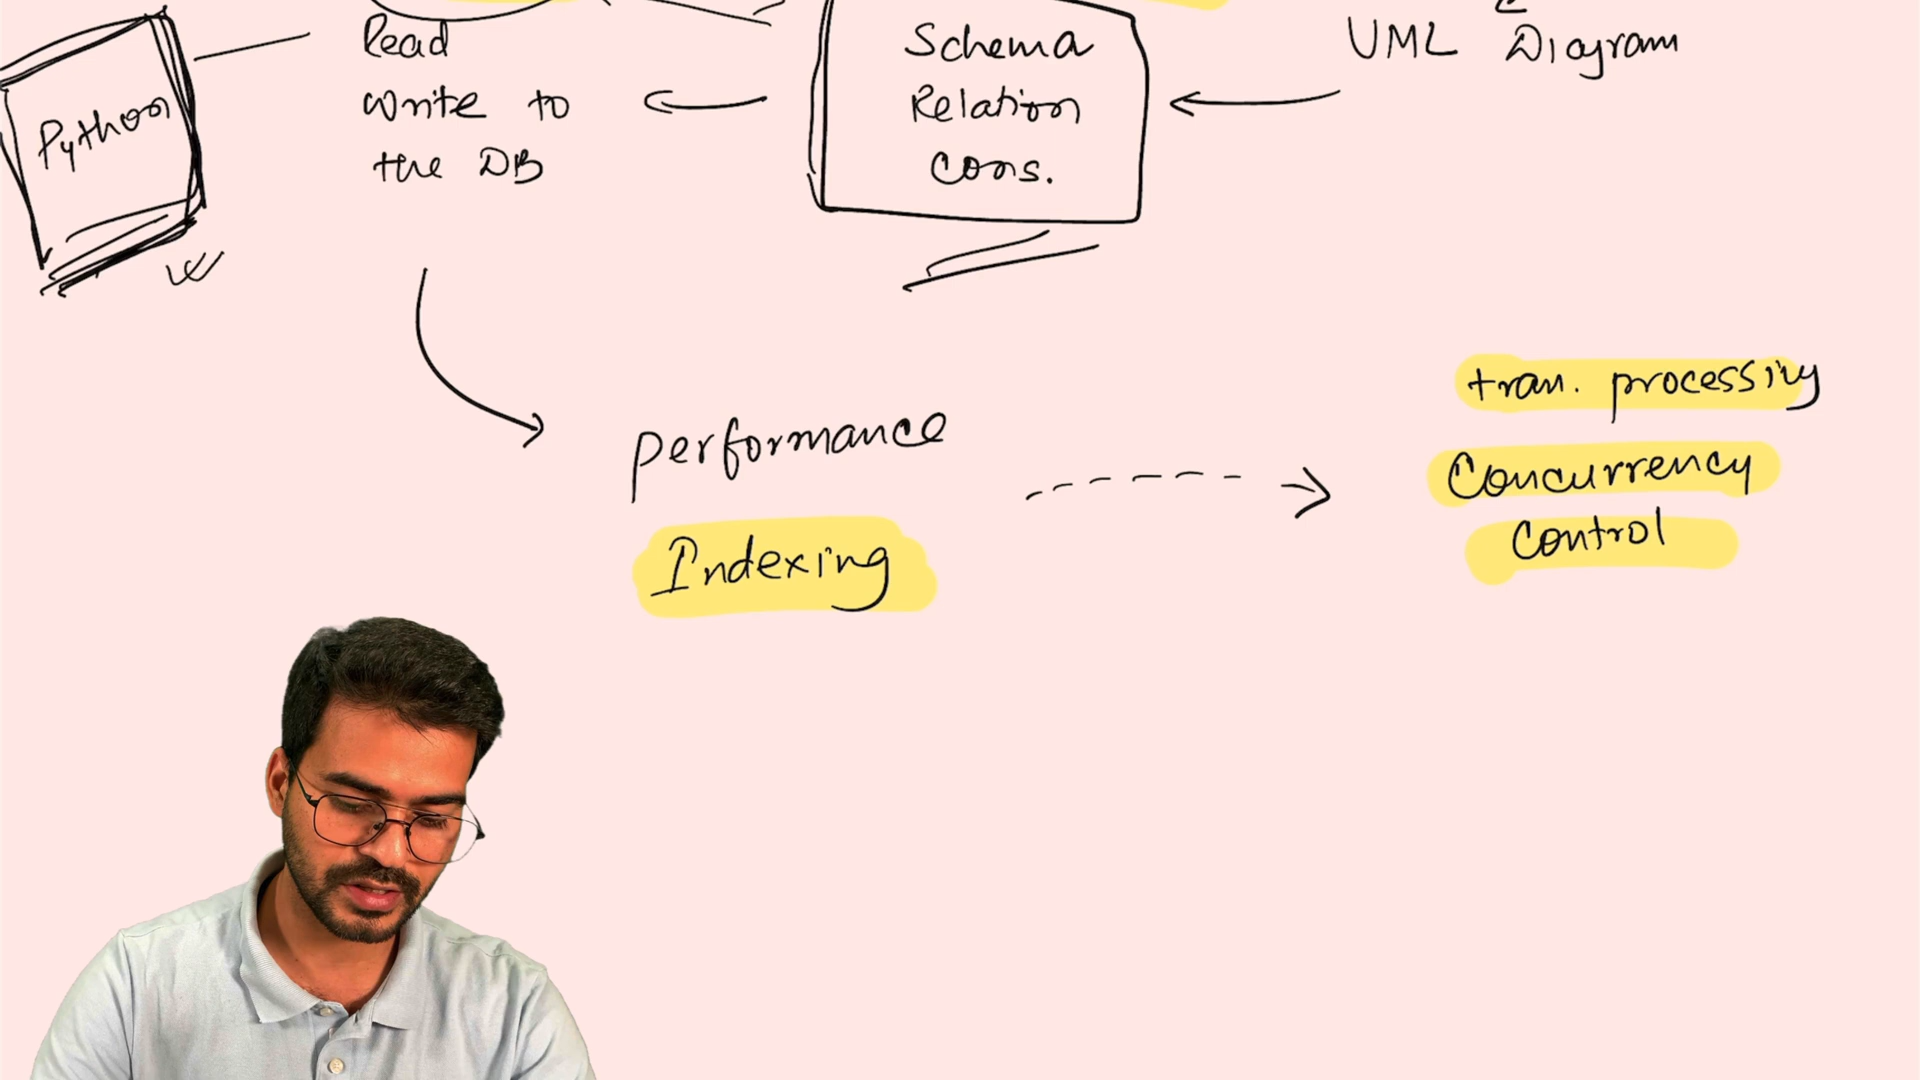 Python
Read
write to
the DB
Schema
Relation
Cons.
UML Diagram
performance
Indexing
tran. processing
Concurrency
Control